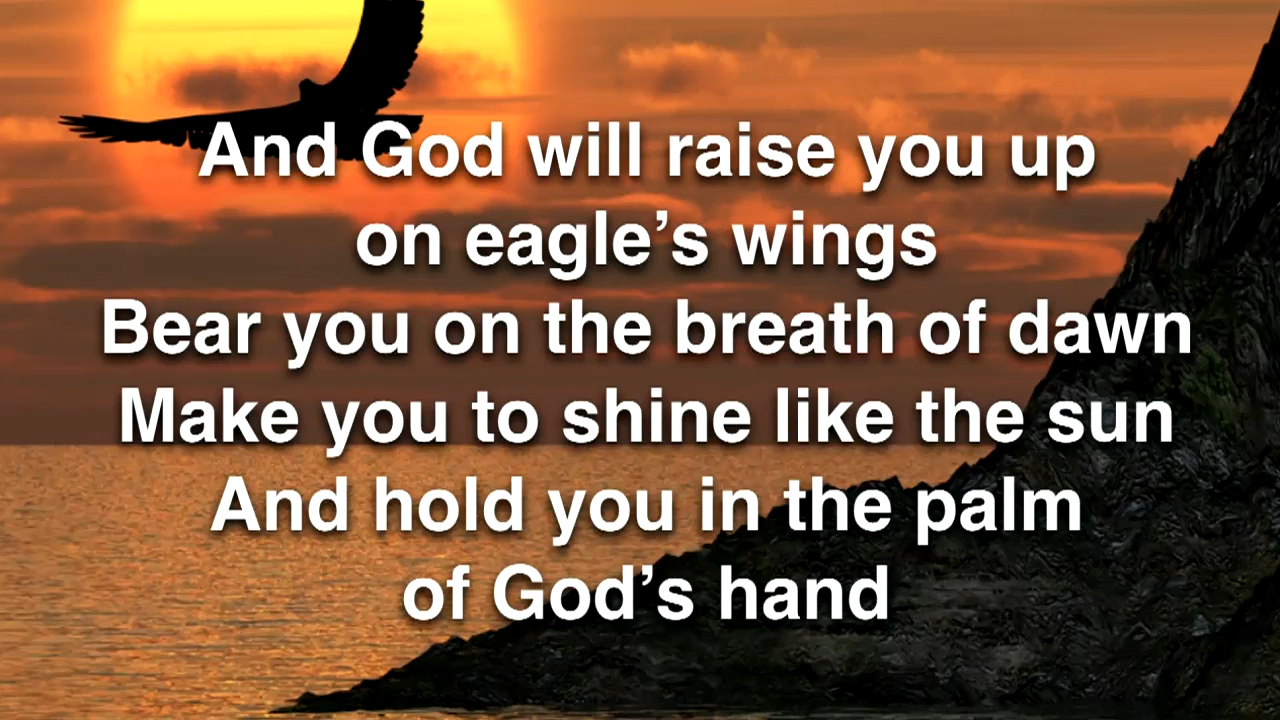 And God will raise you up
on eagle’s wings
Bear you on the breath of dawn
Make you to shine like the sun
And hold you in the palm
of God’s hand